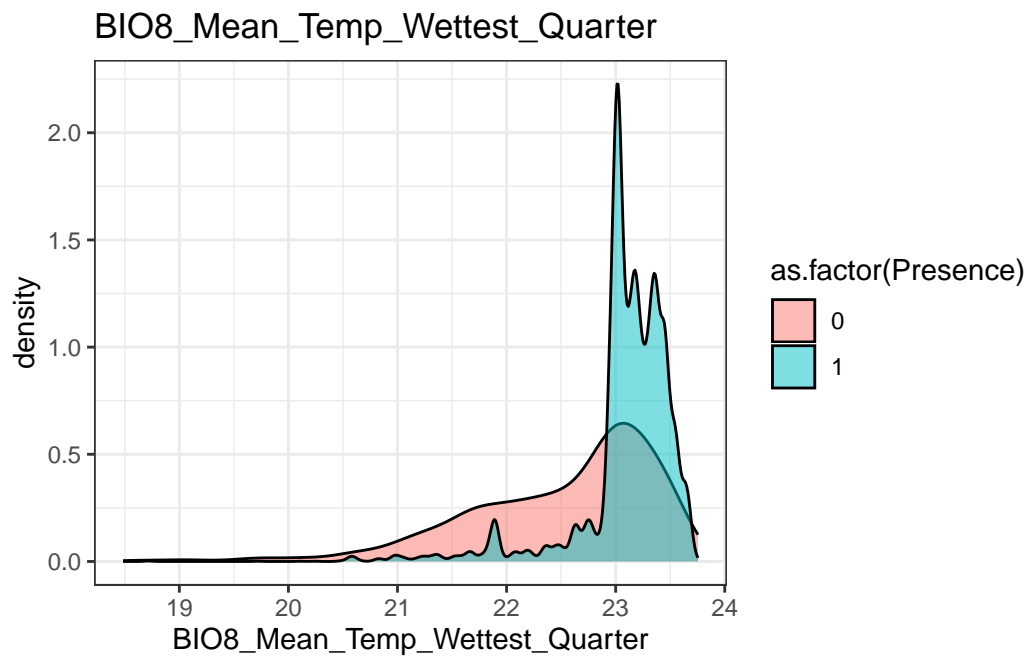 BIO8_Mean_Temp_Wettest_Quarter
2.0
1.5
1.0
0.5
0.0
density
19 20 21 22 23 24
BIO8_Mean_Temp_Wettest_Quarter
as.factor(Presence)
0
1